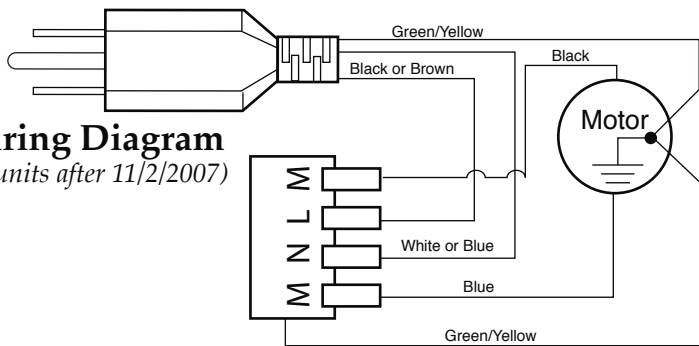 Green/Yellow
Black
Black or Brown
Motor
ring Diagram
units after 11/2/2007)
M
L
N
M
White or Blue
Blue
Green/Yellow